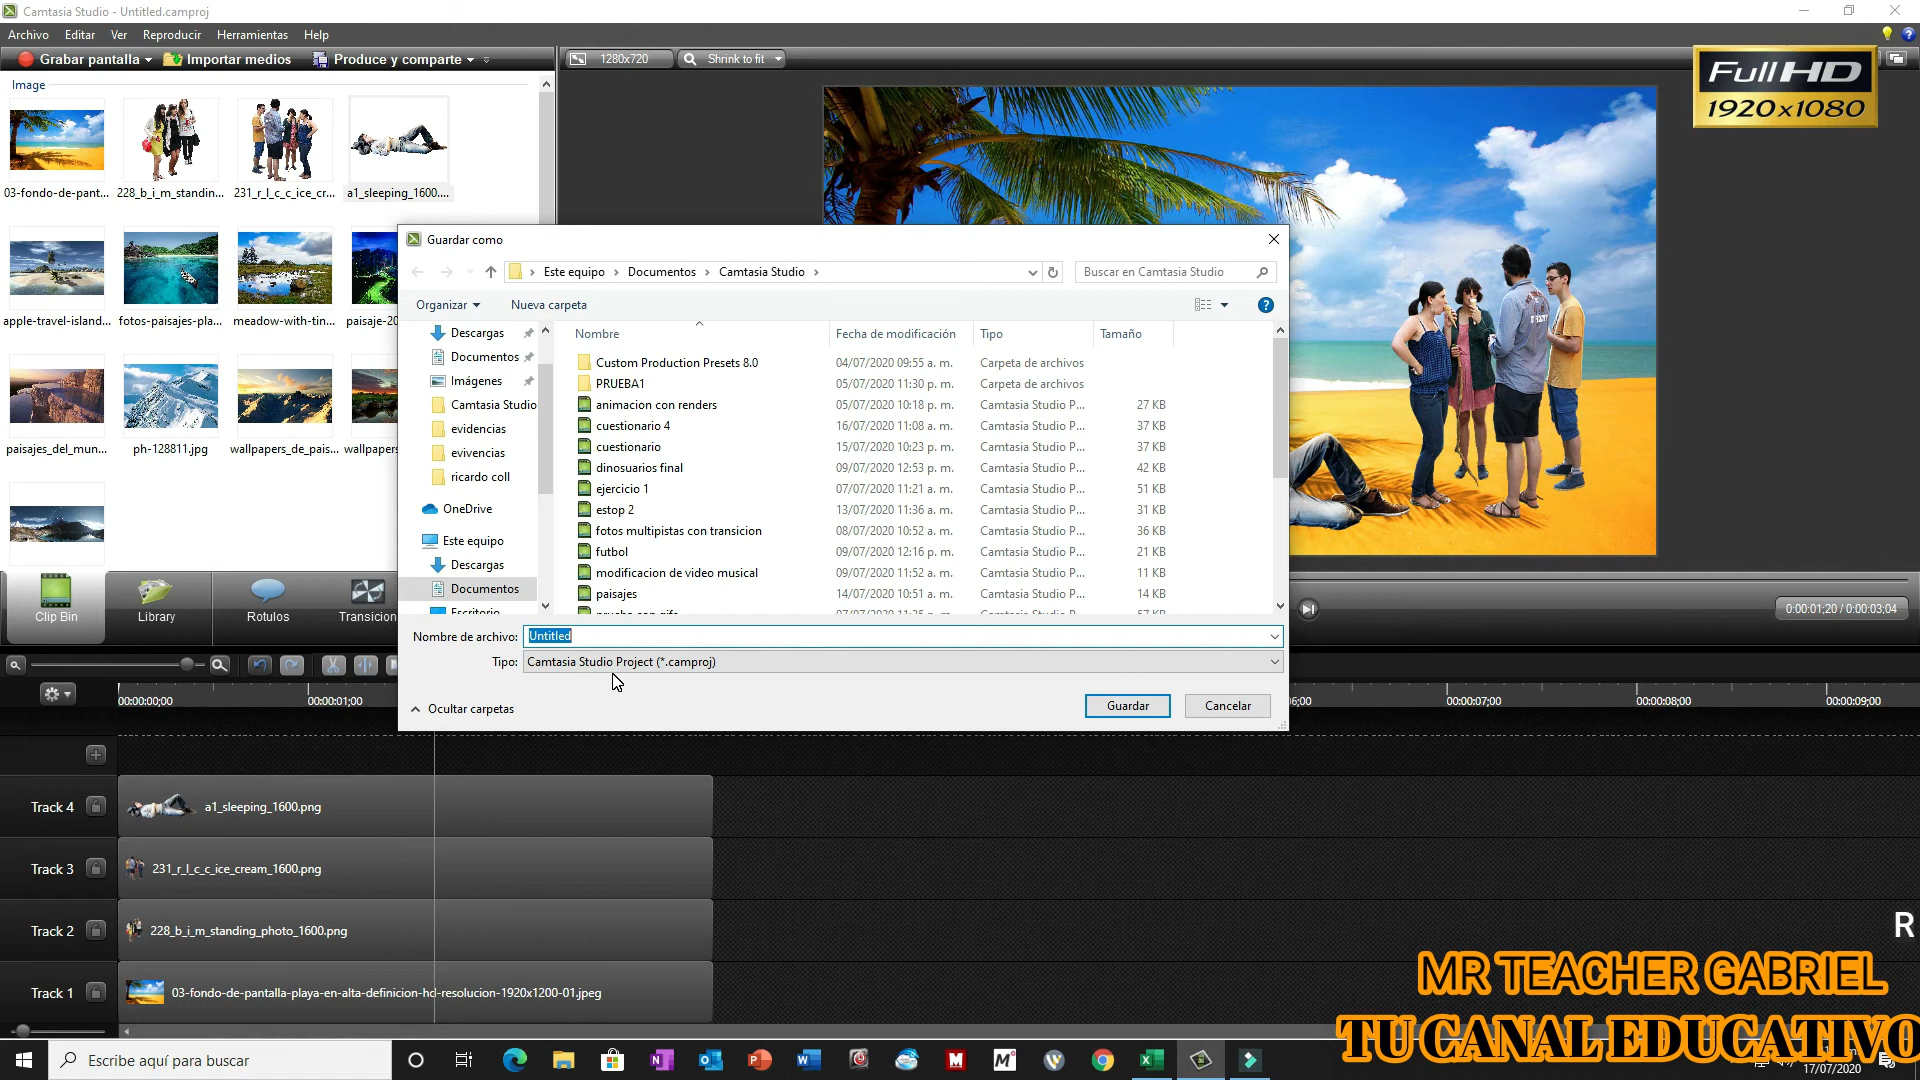 Camtasia Studio - Untitled.camproj
Archivo Editar Ver Reproducir Herramientas Help
Grabar pantalla Importar medios Produce y comparte
1280x720 Shrink to fit
Full HD
1920x1080
Image
03-fondo-de-pant... 228_b_i_m_standin... 231_r_l_c_c_ice_cr... a1_sleeping_1600....
apple-travel-island... fotos-paisajes-pla... meadow-with-tin... paisaje-20
paisajes_del_mun... ph-128811.jpg wallpapers_de_pais... wallpapers
Guardar como
Este equipo Documentos Camtasia Studio
Buscar en Camtasia Studio
Organizar Nueva carpeta
Descargas
Documentos
Imágenes
Camtasia Studio
evidencias
evivencias
ricardo coll
OneDrive
Este equipo
Descargas
Documentos
Escritorio
Nombre Fecha de modificación Tipo Tamaño
Custom Production Presets 8.0 04/07/2020 09:55 a. m. Carpeta de archivos
PRUEBA1 05/07/2020 11:30 p. m. Carpeta de archivos
animacion con renders 05/07/2020 10:18 p. m. Camtasia Studio P... 27 KB
cuestionario 4 16/07/2020 11:08 a. m. Camtasia Studio P... 37 KB
cuestionario 15/07/2020 10:23 p. m. Camtasia Studio P... 37 KB
dinosuarios final 09/07/2020 12:53 p. m. Camtasia Studio P... 42 KB
ejercicio 1 07/07/2020 11:21 a. m. Camtasia Studio P... 51 KB
estop 2 13/07/2020 11:36 a. m. Camtasia Studio P... 31 KB
fotos multipistas con transicion 08/07/2020 10:52 a. m. Camtasia Studio P... 36 KB
futbol 09/07/2020 12:16 p. m. Camtasia Studio P... 21 KB
modificacion de video musical 09/07/2020 11:52 a. m. Camtasia Studio P... 11 KB
paisajes 14/07/2020 10:51 a. m. Camtasia Studio P... 14 KB
Nombre de archivo: Untitled
Tipo: Camtasia Studio Project (*.camproj)
Ocultar carpetas
Guardar Cancelar
Clip Bin Library Rotulos Transicion
0:00:01;20 / 0:00:03;04
00:00:00;00 00:00:01;00 6;00 00:00:07;00 00:00:08;00 00:00:09;00
Track 4 a1_sleeping_1600.png
Track 3 231_r_l_c_c_ice_cream_1600.png
Track 2 228_b_i_m_standing_photo_1600.png
Track 1 03-fondo-de-pantalla-playa-en-alta-definicion-hd-resolucion-1920x1200-01.jpeg
R
MR TEACHER GABRIEL
TU CANAL EDUCATIVO
Escribe aquí para buscar
17/07/2020